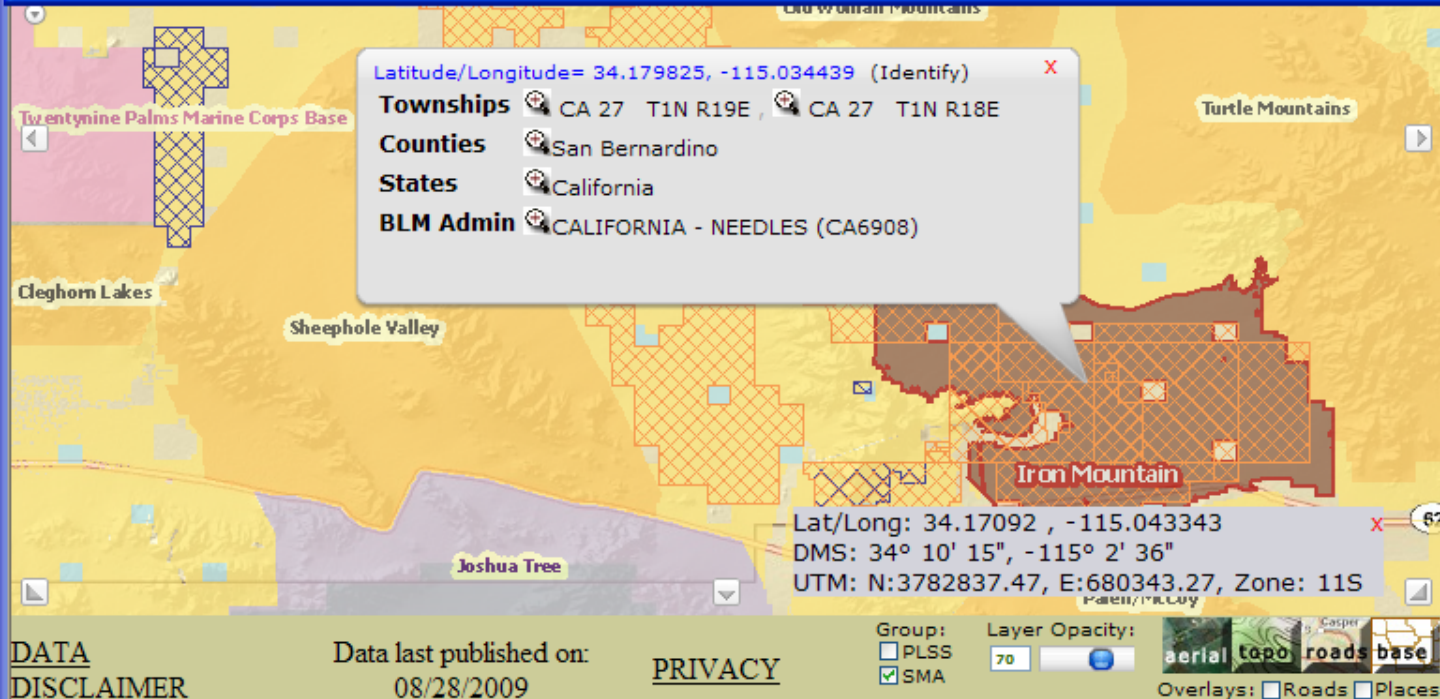 Old Woman Mountains
Latitude/Longitude= 34.179825, -115.034439 (Identify) x
Townships CA 27 T1N R19E , CA 27 T1N R18E
Counties San Bernardino
States California
BLM Admin CALIFORNIA - NEEDLES (CA6908)
Twentynine Palms Marine Corps Base
Turtle Mountains
Cleghorn Lakes
Sheephole Valley
Iron Mountain
Lat/Long: 34.17092 , -115.043343 x
DMS: 34º 10' 15", -115º 2' 36"
UTM: N:3782837.47, E:680343.27, Zone: 11S
Joshua Tree
Palen/McCoy
DATA
DISCLAIMER
Data last published on:
08/28/2009
PRIVACY
Group:
PLSS
SMA
Layer Opacity:
70
Casper
aerial topo roads base
Overlays: Roads Places